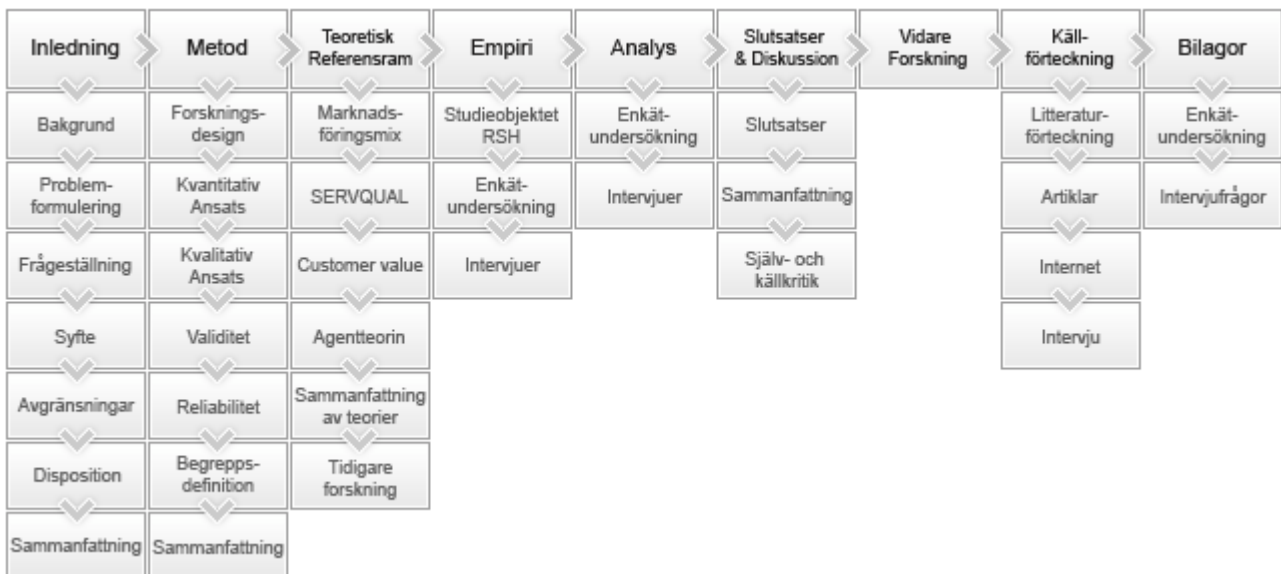 Inledning
Metod
Teoretisk
Referensram
Empiri
Analys
Slutsatser
& Diskussion
Vidare
Forskning
Käll-
förteckning
Bilagor
Bakgrund
Problem-
formulering
Frågeställning
Syfte
Avgränsningar
Disposition
Sammanfattning
Forsknings-
design
Kvantitativ
Ansats
Kvalitativ
Ansats
Validitet
Reliabilitet
Begrepps-
definition
Sammanfattning
Marknads-
föringsmix
SERVQUAL
Customer value
Agentteorin
Sammanfattning
av teorier
Tidigare
forskning
Studieobjektet
RSH
Enkät-
undersökning
Intervjuer
Enkät-
undersökning
Intervjuer
Slutsatser
Sammanfattning
Själv- och
källkritik
Litteratur-
förteckning
Artiklar
Internet
Intervju
Enkät-
undersökning
Intervjufrågor